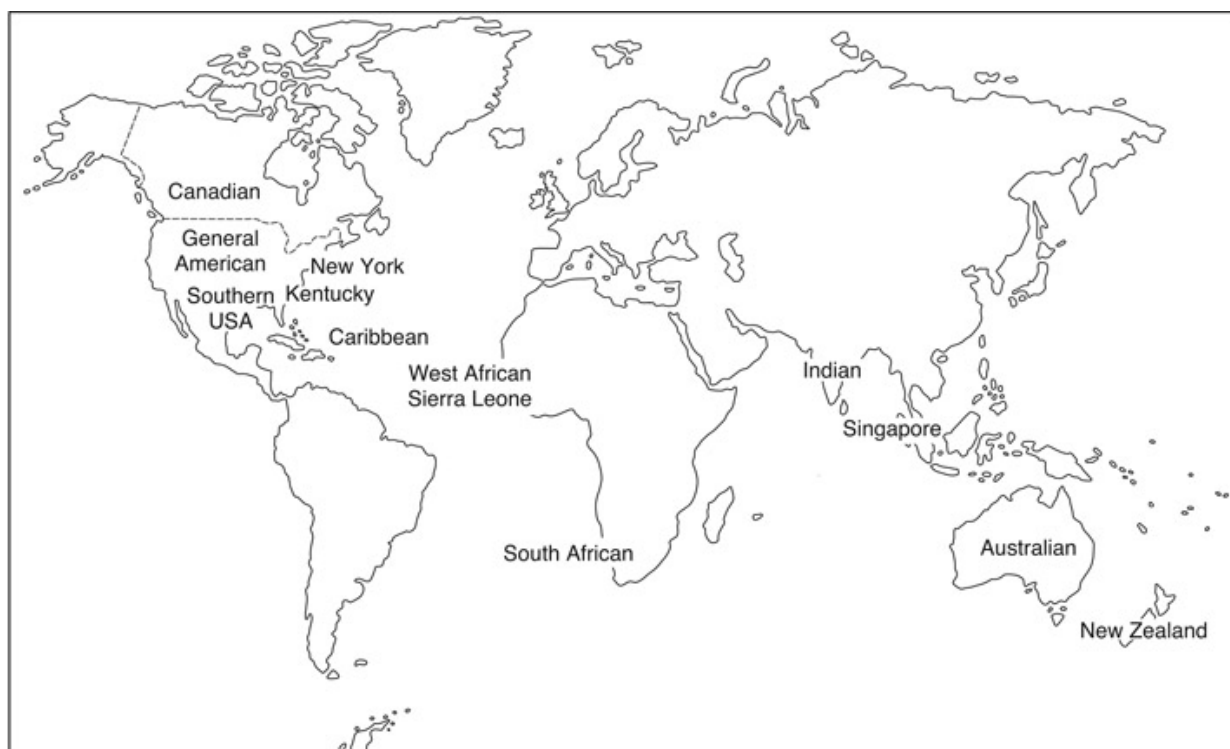 Canadian
General
American
New York
Southern
USA
Kentucky
Caribbean
West African
Sierra Leone
Indian
Singapore
South African
Australian
New Zealand